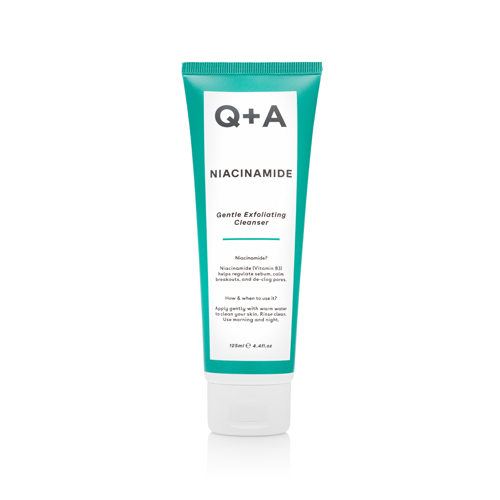 Q+A
NIACINAMIDE
Gentle Exfoliating
Cleanser
Niacinamide?
Niacinamide (Vitamin B3)
helps regulate sebum, calm
breakouts, and de-clog pores.
How & when to use it?
Apply gently with warm water
to clean your skin. Rinse clean.
Use morning and night.
125ml ℮ 4.4fl.oz